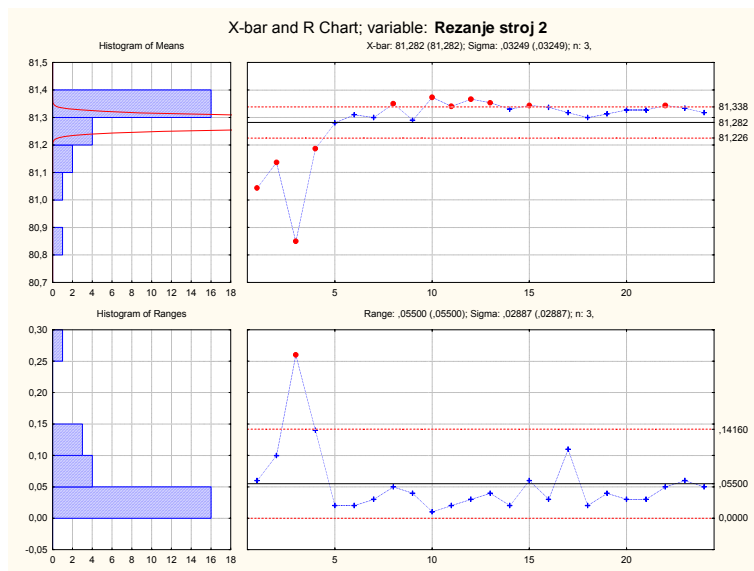 X-bar and R Chart; variable: Rezanje stroj 2
Histogram of Means
X-bar: 81,282 (81,282); Sigma: ,03249 (,03249); n: 3,
81,5
81,4
81,3
81,2
81,1
81,0
80,9
80,8
80,7
0 2 4 6 8 10 12 14 16 18
5 10 15 20
81,338
81,282
81,226
Histogram of Ranges
Range: ,05500 (,05500); Sigma: ,02887 (,02887); n: 3,
0,30
0,25
0,20
0,15
0,10
0,05
0,00
-0,05
0 2 4 6 8 10 12 14 16 18
5 10 15 20
,14160
,05500
0,0000